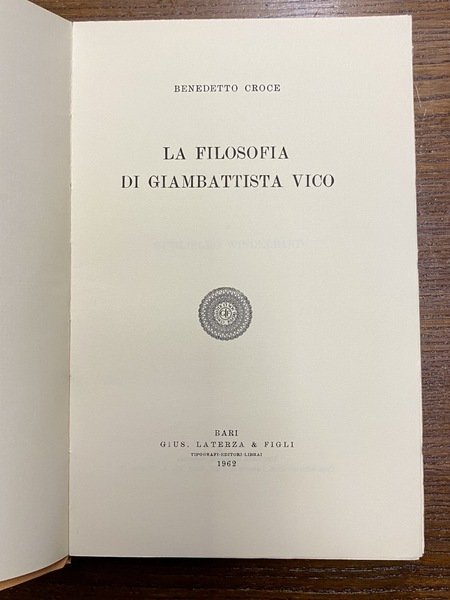 BENEDETTO CROCE
LA FILOSOFIA
DI GIAMBATTISTA VICO
BARI
GIUS. LATERZA & FIGLI
TIPOGRAFI-EDITORI-LIBRAI
1962